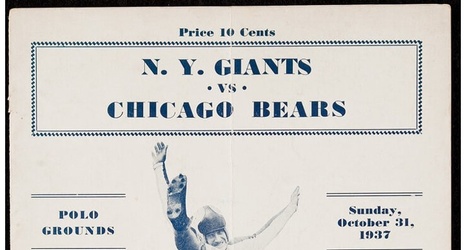 Price 10 Cents
N. Y. GIANTS
• VS •
CHICAGO BEARS
POLO
GROUNDS
Sunday,
October 31,
1937